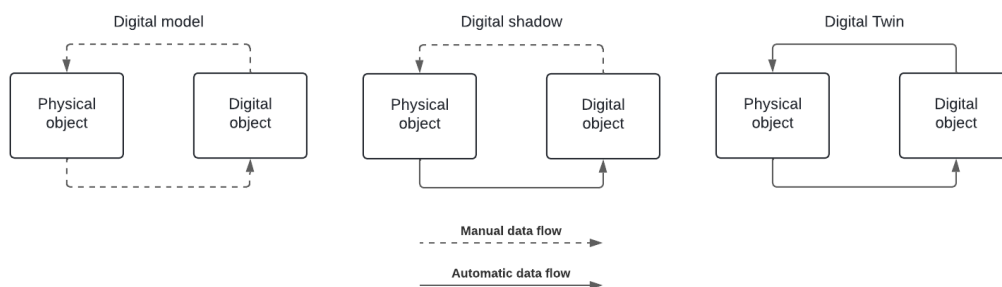 Digital model
Digital shadow
Digital Twin
Physical
object
Digital
object
Physical
object
Digital
object
Physical
object
Digital
object
Manual data flow
Automatic data flow